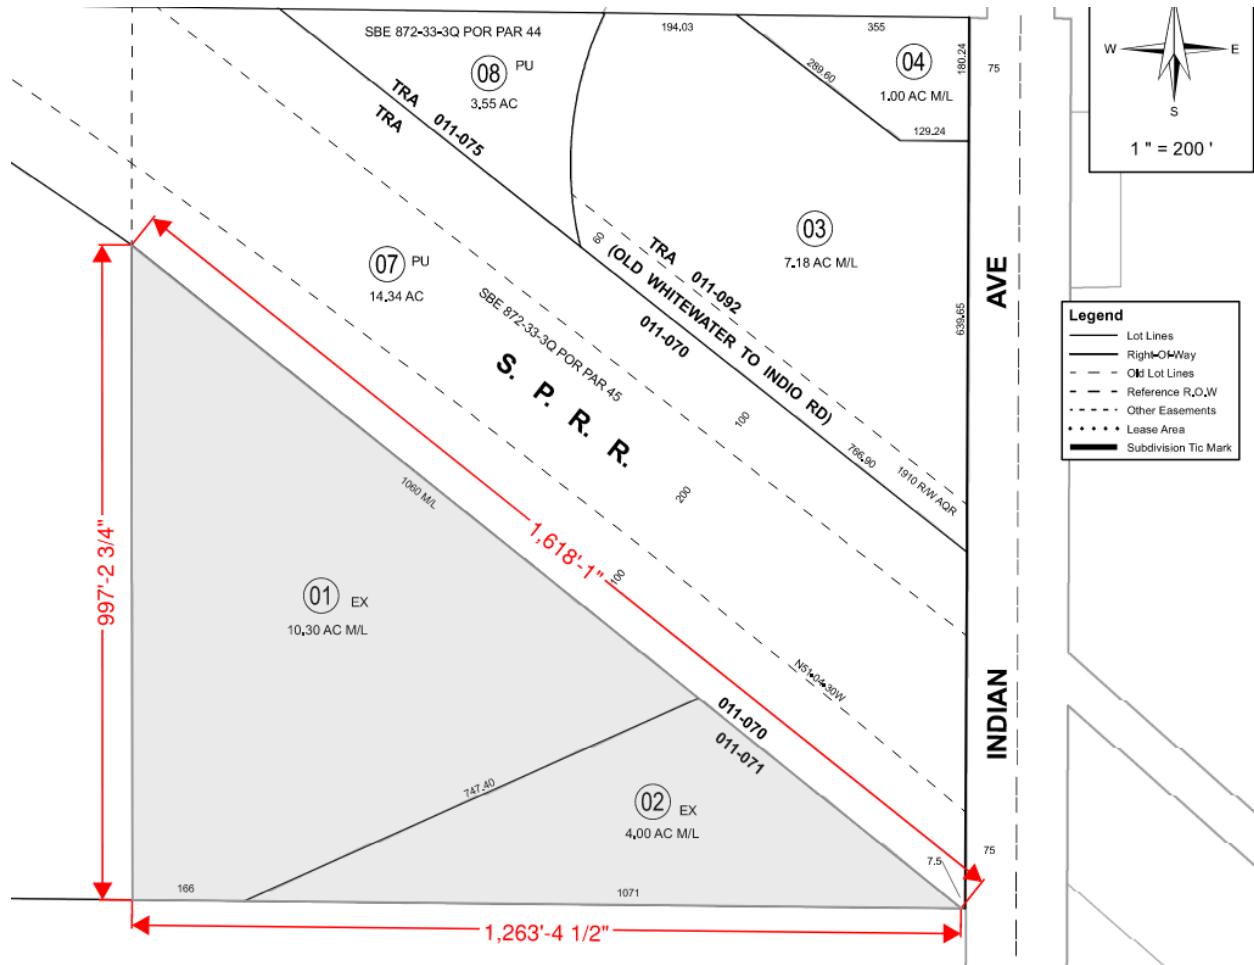 SBE 872-33-3Q POR PAR 44
08 PU
3.55 AC
194.03
355
04
1.00 AC M/L
289.60
180.24
129.24
75
W E
S
1 " = 200 '
TRA 011-075
TRA
03
7.18 AC M/L
07 PU
14.34 AC
60
TRA 011-092
(OLD WHITEWATER TO INDIO RD)
011-070
SBE 872-33-3Q POR PAR 45
639.65
AVE
S. P. R. R.
100
200
766.90
1910 R/W AQR
Legend
Lot Lines
Right-Of-Way
Old Lot Lines
Reference R.O.W
Other Easements
Lease Area
Subdivision Tic Mark
1060 M/L
997'-2 3/4"
1,618'-1"
100
01 EX
10.30 AC M/L
N51-04-30W
INDIAN
011-070
011-071
747.40
02 EX
4.00 AC M/L
75
7.5
166
1071
1,263'-4 1/2"